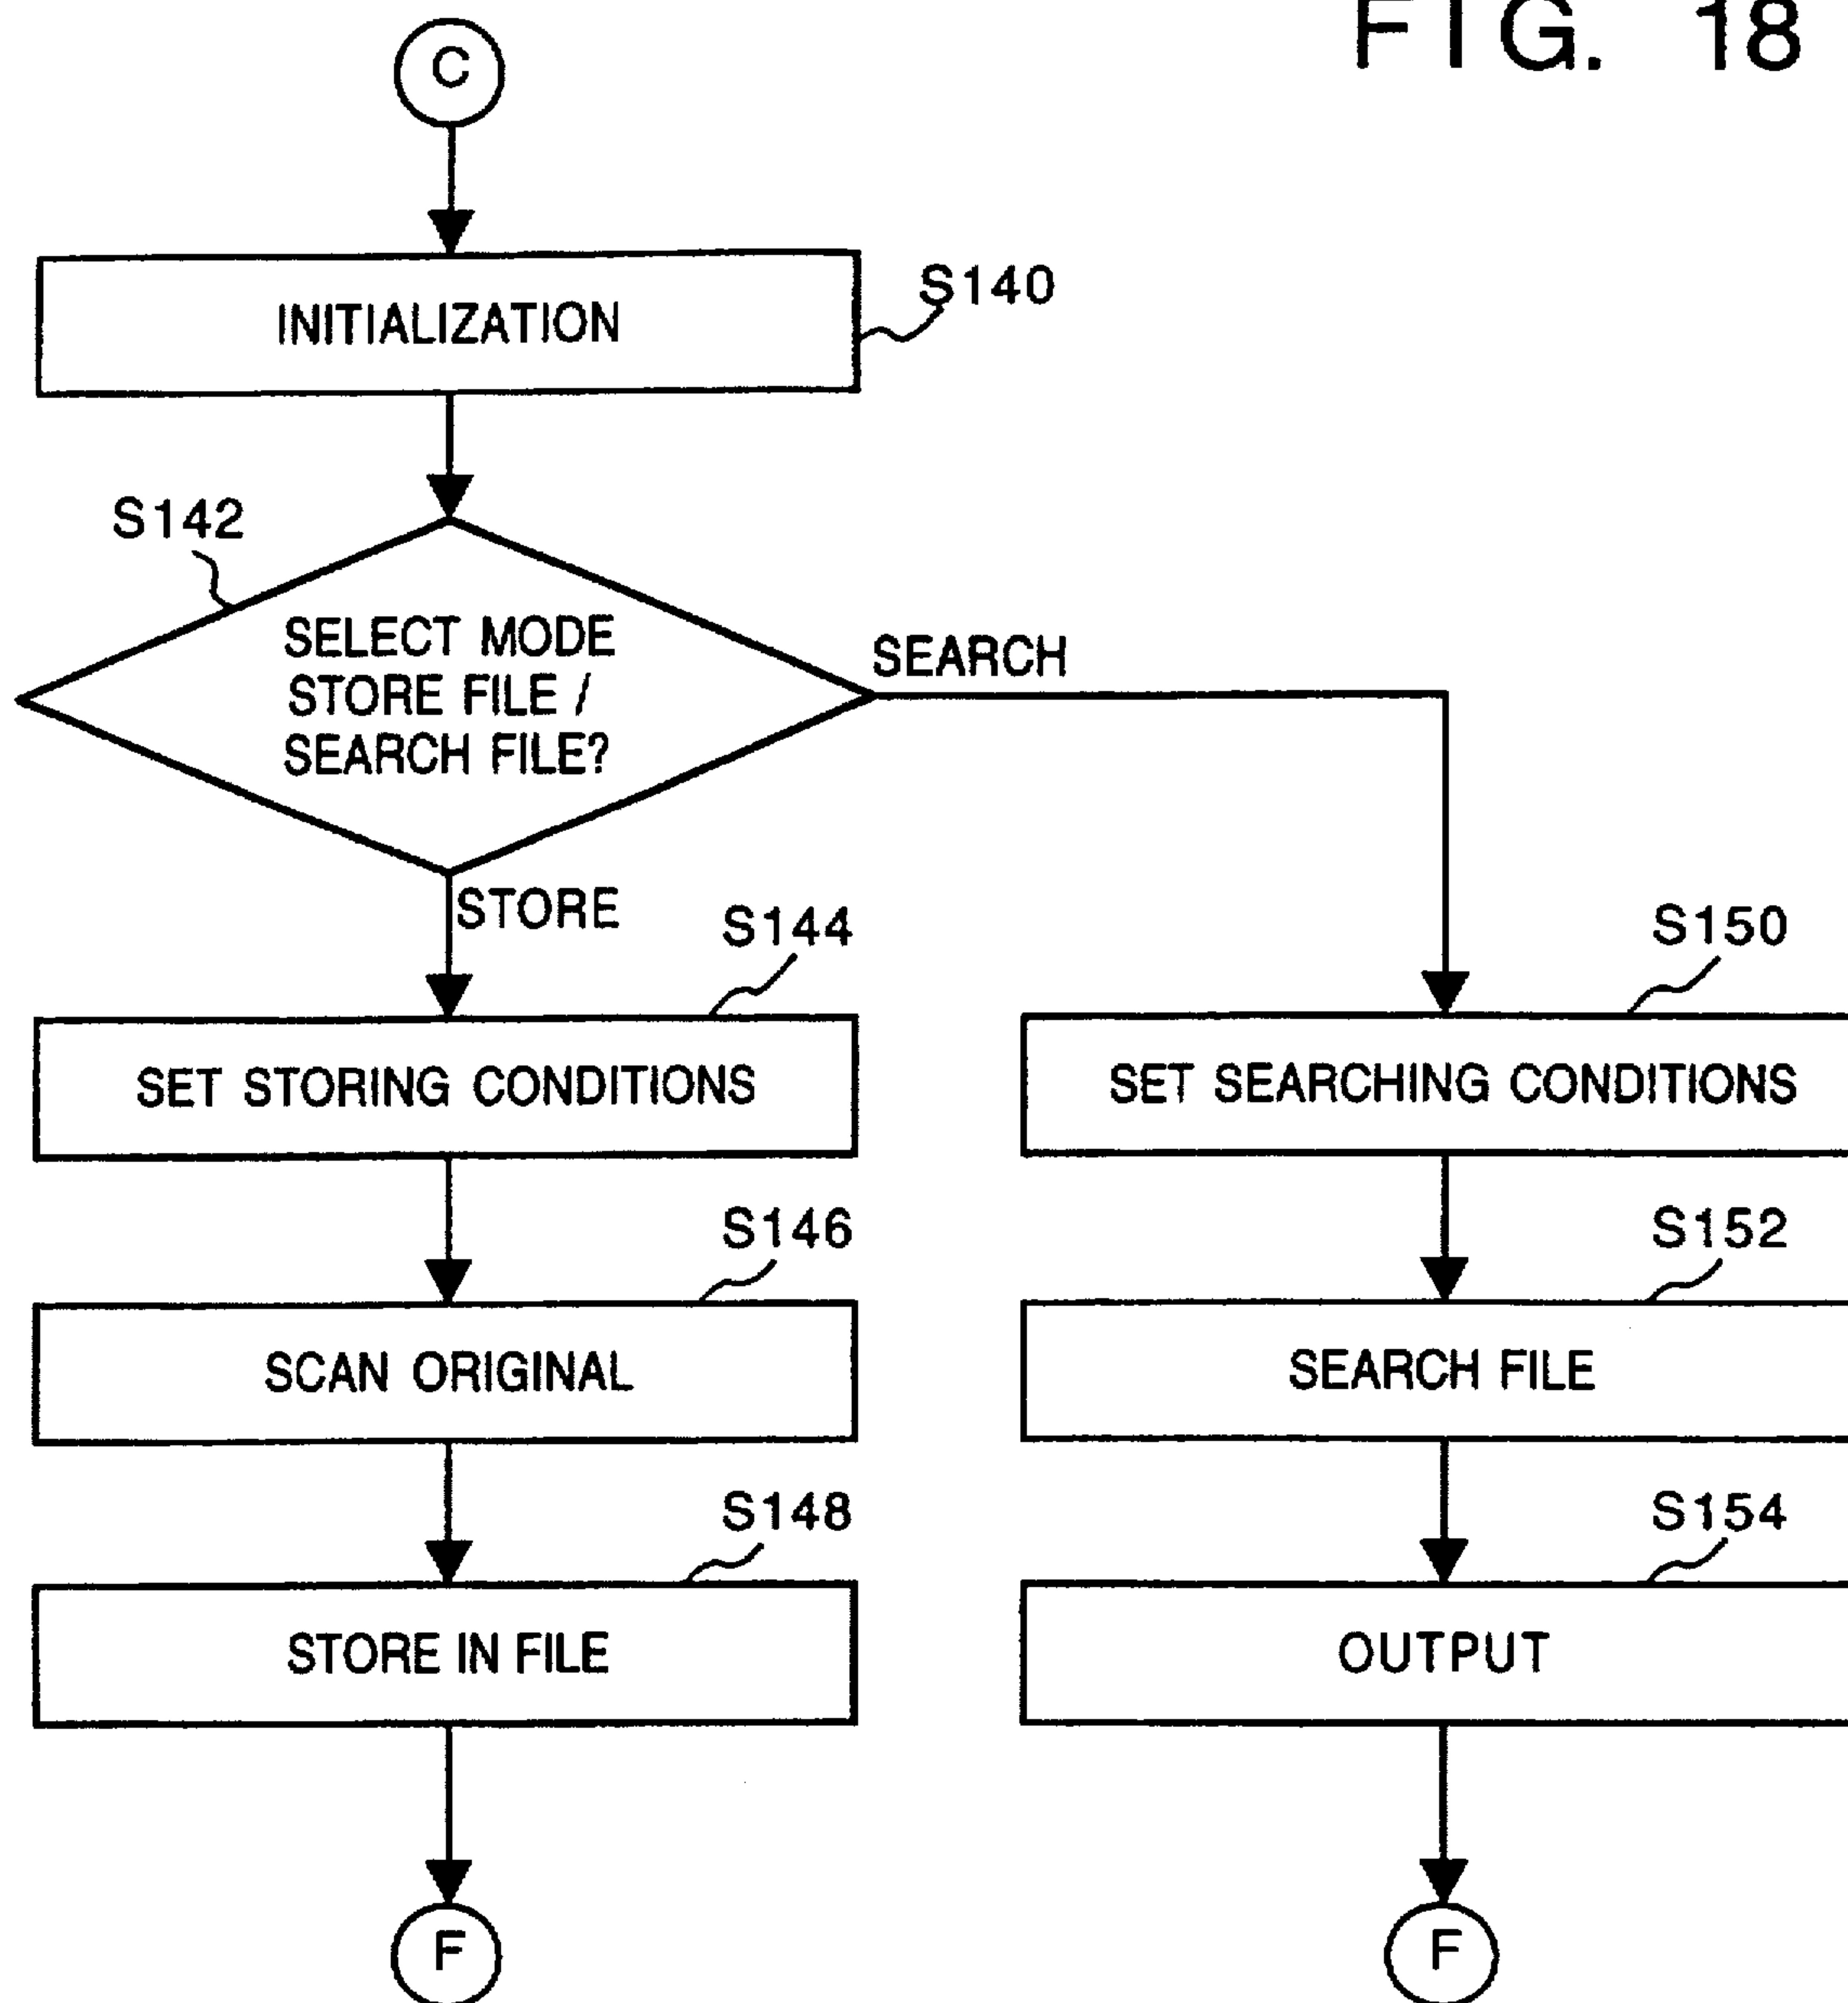 FIG. 18
C
INITIALIZATION
S140
S142
SELECT MODE
STORE FILE /
SEARCH FILE?
SEARCH
STORE
S144
SET STORING CONDITIONS
S146
SCAN ORIGINAL
S148
STORE IN FILE
F
S150
SET SEARCHING CONDITIONS
S152
SEARCH FILE
S154
OUTPUT
F